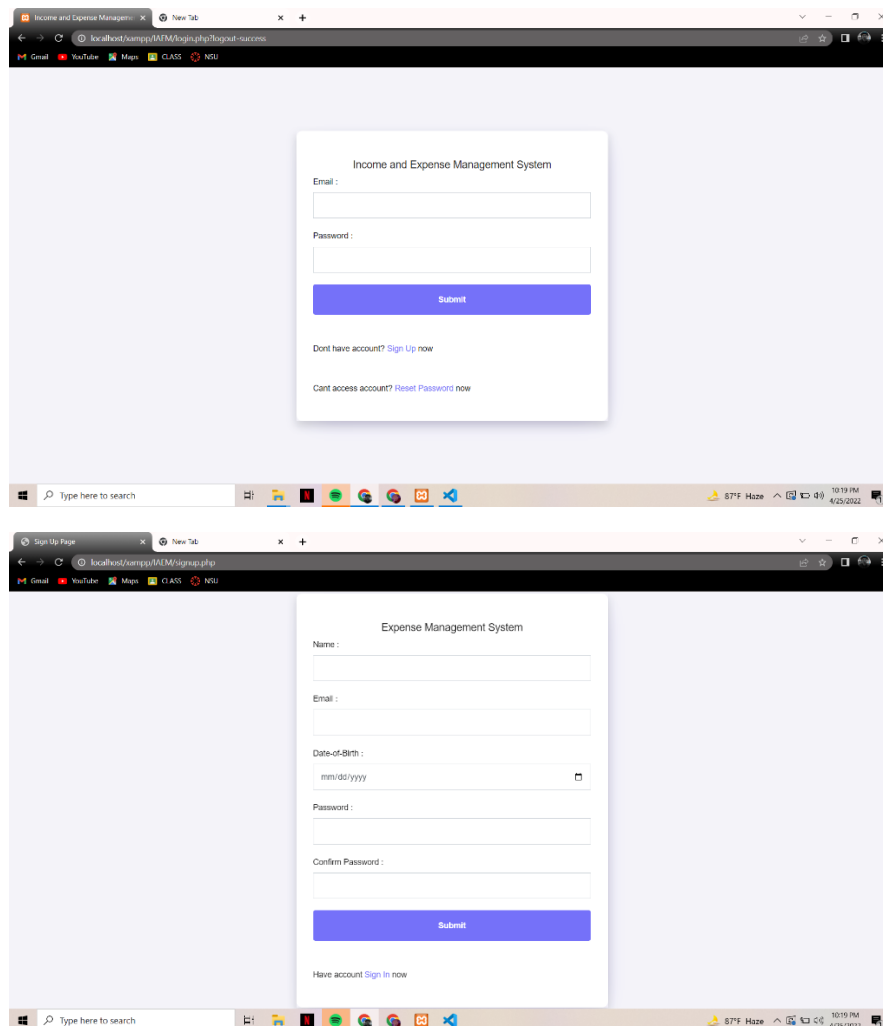 Income and Expense Managem
New Tab
localhost/xampp/IAEM/login.php?logout-success
Gmail YouTube Maps CLASS NSU
Income and Expense Management System
Email :
Password :
Submit
Dont have account? Sign Up now
Cant access account? Reset Password now
Type here to search
87°F Haze
10:19 PM
4/25/2022
Sign Up Page
New Tab
localhost/xampp/IAEM/signup.php
Gmail YouTube Maps CLASS NSU
Expense Management System
Name :
Email :
Date-of-Birth :
mm/dd/yyyy
Password :
Confirm Password :
Submit
Have account Sign In now
Type here to search
87°F Haze
10:19 PM
4/25/2022